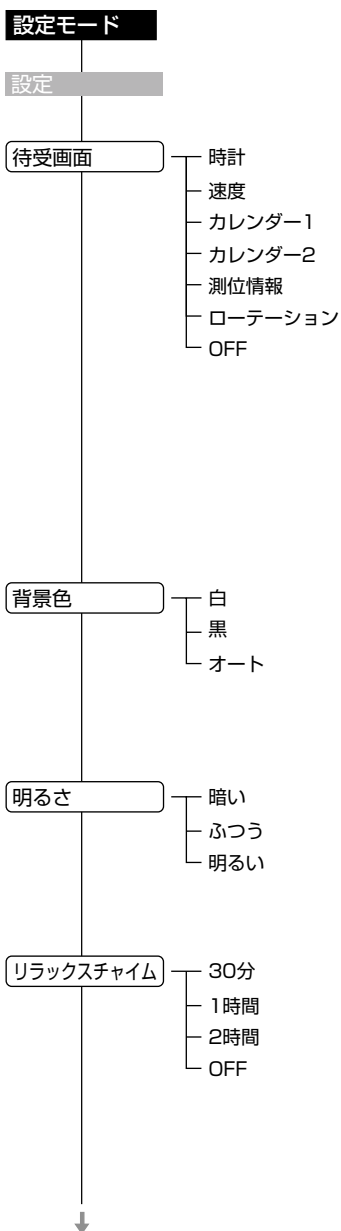 設定モード
設定
待受画面
時計
速度
カレンダー1
カレンダー2
測位情報
ローテーション
OFF
背景色
白
黒
オート
明るさ
暗い
ふつう
明るい
リラックスチャイム
30分
1時間
2時間
OFF